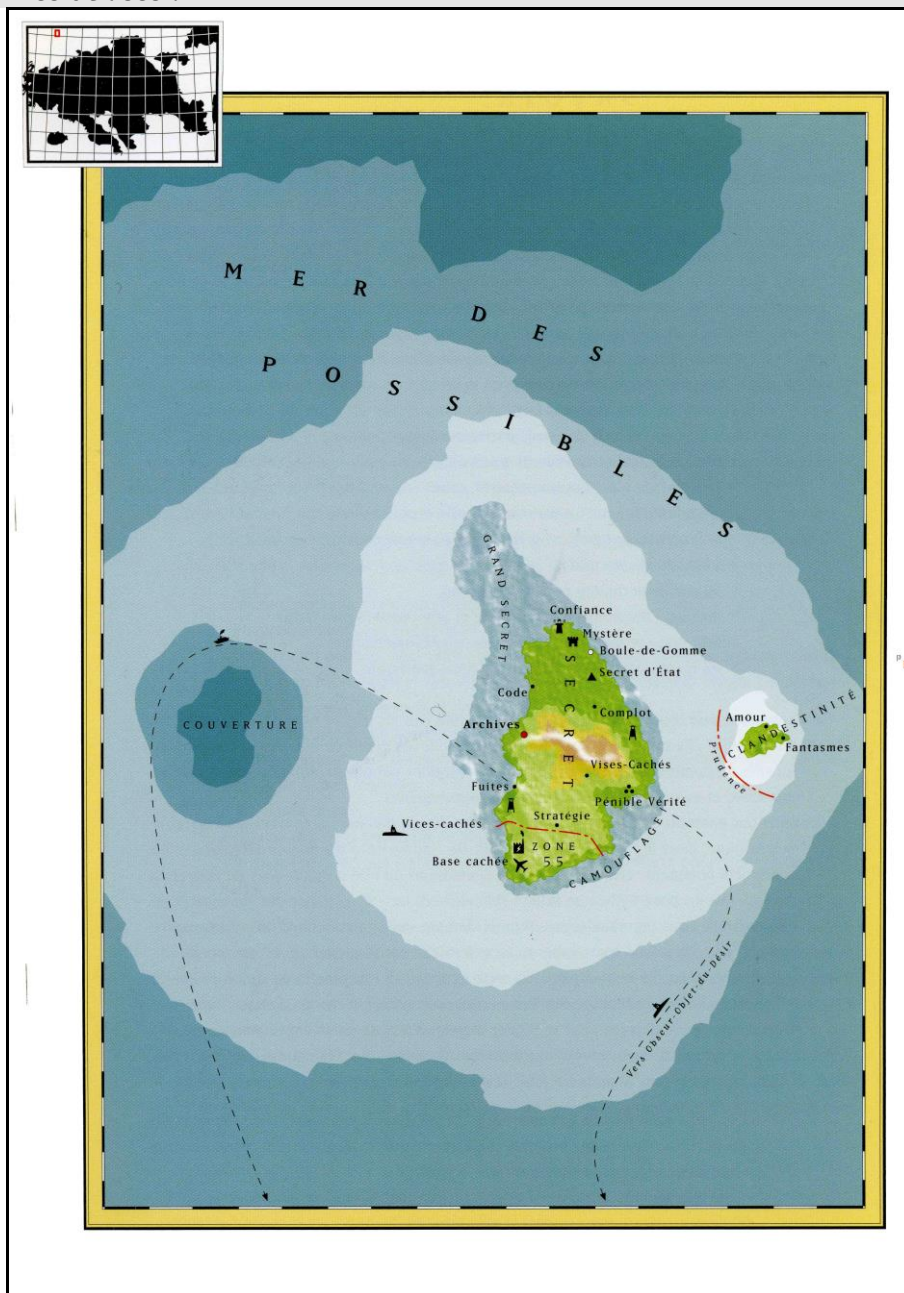 MER DES
POSSIBLES
GRAND SECRET
Confiance
Mystère
Boule-de-Gomme
SECRET
Secret d'État
Code
Complot
Archives
COUVERTURE
Amour
CLANDESTINITÉ
Fantasmes
Prudence
Vises-Cachés
Fuites
Pénible Vérité
Stratégie
Vices-cachés
ZONE
55
Base cachée
CAMOUFLAGE
Vers Obscur-Objet-du-Désir